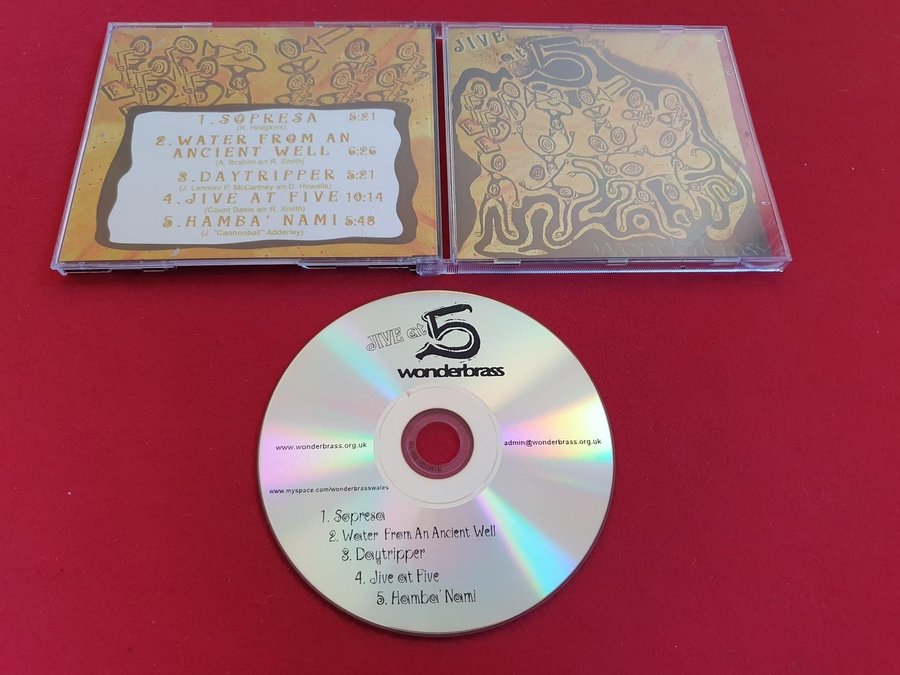 1. SOPRESA 5:21
(R. Hodgkins)
2. WATER FROM AN
ANCIENT WELL 6:26
(A. Ibrahim arr R. Smith)
3. DAYTRIPPER 5:21
(J. Lennon/ P. McCartney arr D. Howells)
4. JIVE AT FIVE 10:14
(Count Basie arr R. Smith)
5. HAMBA' NAMI 5:48
(J. "Cannonball" Adderley)
JIVE
at 5
wonderbrass
JIVE at 5
wonderbrass
www.wonderbrass.org.uk
admin@wonderbrass.org.uk
www.myspace.com/wonderbrasswales
1. Sopresa
2. Water From An Ancient Well
3. Daytripper
4. Jive at Five
5. Hamba' Nami